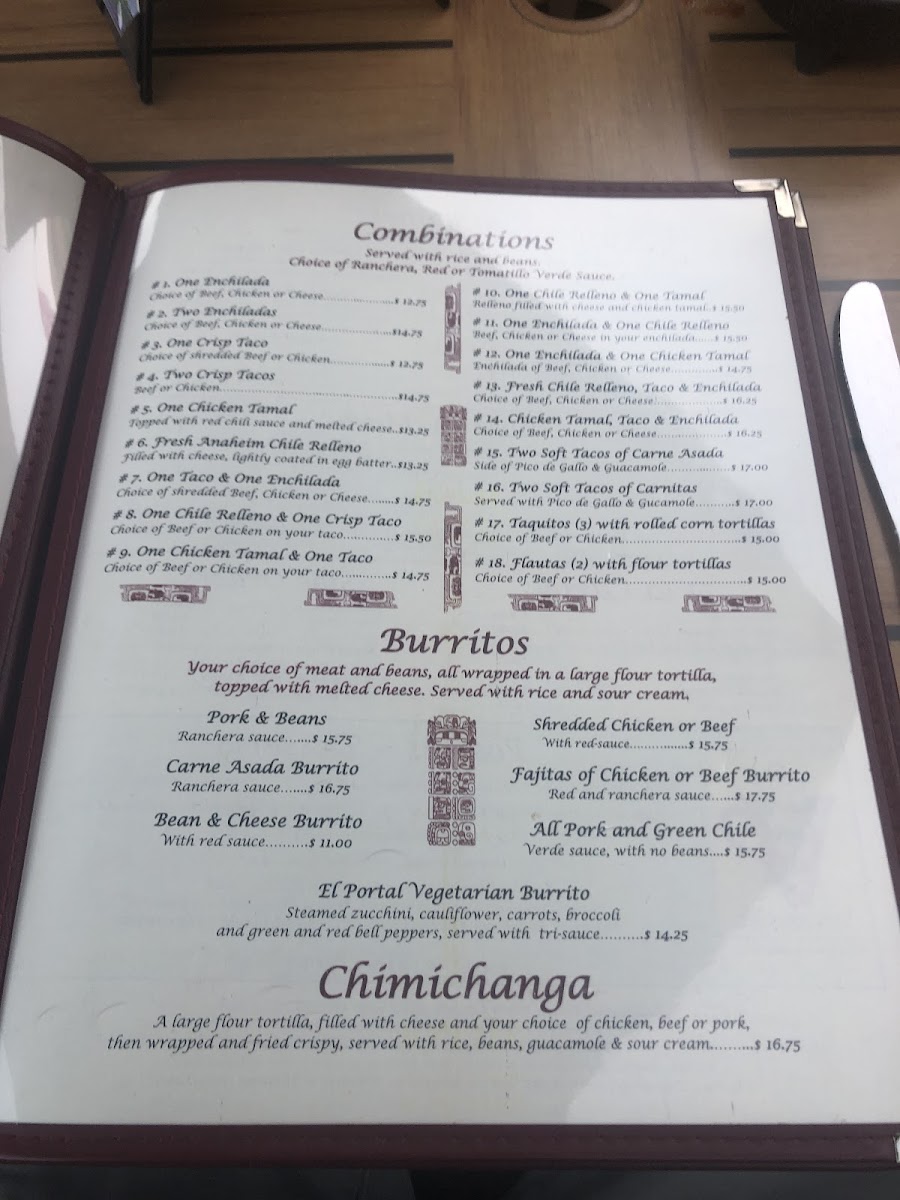 Combinations
Served with rice and beans.
Choice of Ranchera, Red or Tomatillo Verde Sauce.
# 1. One Enchilada
Choice of Beef, Chicken or Cheese........................$ 12.75
# 2. Two Enchiladas
Choice of Beef, Chicken or Cheese.......................$14.75
# 3. One Crisp Taco
Choice of shredded Beef or Chicken....................$ 12.75
# 4. Two Crisp Tacos
Beef or Chicken............................................................$14.75
# 5. One Chicken Tamal
Topped with red chili sauce and melted cheese..$13.25
# 6. Fresh Anaheim Chile Relleno
Filled with cheese, lightly coated in egg batter..$13.25
# 7. One Taco & One Enchilada
Choice of shredded Beef, Chicken or Cheese........$ 14.75
# 8. One Chile Relleno & One Crisp Taco
Choice of Beef or Chicken on your taco................$ 15.50
# 9. One Chicken Tamal & One Taco
Choice of Beef or Chicken on your taco.............$ 14.75
# 10. One Chile Relleno & One Tamal
Relleno filled with cheese and chicken tamal..$ 15.50
# 11. One Enchilada & One Chile Relleno
Beef, Chicken or Cheese in your enchilada......$ 15.50
# 12. One Enchilada & One Chicken Tamal
Enchilada of Beef, Chicken or Cheese...............$ 14.75
# 13. Fresh Chile Relleno, Taco & Enchilada
Choice of Beef, Chicken or Cheese.....................$ 16.25
# 14. Chicken Tamal, Taco & Enchilada
Choice of Beef, Chicken or Cheese......................$ 16.25
# 15. Two Soft Tacos of Carne Asada
Side of Pico de Gallo & Guacamole...................$ 17.00
# 16. Two Soft Tacos of Carnitas
Served with Pico de Gallo & Gucamole............$ 17.00
# 17. Taquitos (3) with rolled corn tortillas
Choice of Beef or Chicken....................................$ 15.00
# 18. Flautas (2) with flour tortillas
Choice of Beef or Chicken....................................$ 15.00
Burritos
Your choice of meat and beans, all wrapped in a large flour tortilla,
topped with melted cheese. Served with rice and sour cream.
Pork & Beans
Ranchera sauce.......$ 15.75
Carne Asada Burrito
Ranchera sauce.......$ 16.75
Bean & Cheese Burrito
With red sauce..........$ 11.00
Shredded Chicken or Beef
With red-sauce................$ 15.75
Fajitas of Chicken or Beef Burrito
Red and ranchera sauce......$ 17.75
All Pork and Green Chile
Verde sauce, with no beans....$ 15.75
El Portal Vegetarian Burrito
Steamed zucchini, cauliflower, carrots, broccoli
and green and red bell peppers, served with tri-sauce..........$ 14.25
Chimichanga
A large flour tortilla, filled with cheese and your choice of chicken, beef or pork,
then wrapped and fried crispy, served with rice, beans, guacamole & sour cream..........$ 16.75